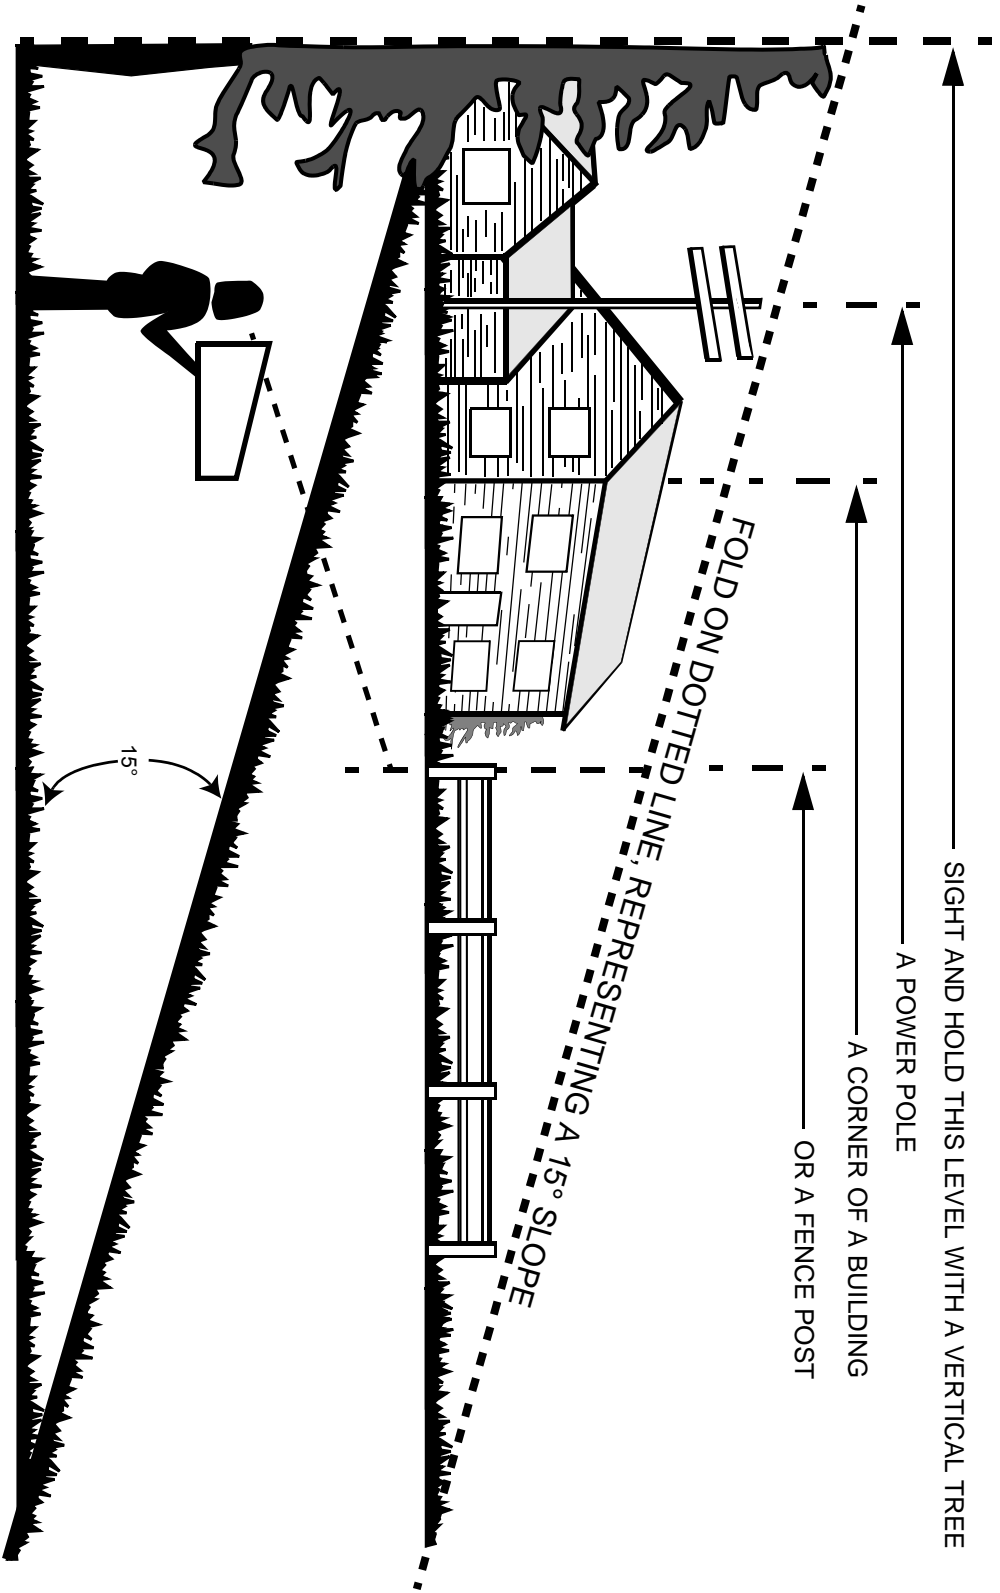 SIGHT AND HOLD THIS LEVEL WITH A VERTICAL TREE
A POWER POLE
A CORNER OF A BUILDING
OR A FENCE POST
FOLD ON DOTTED LINE, REPRESENTING A 15° SLOPE
15°